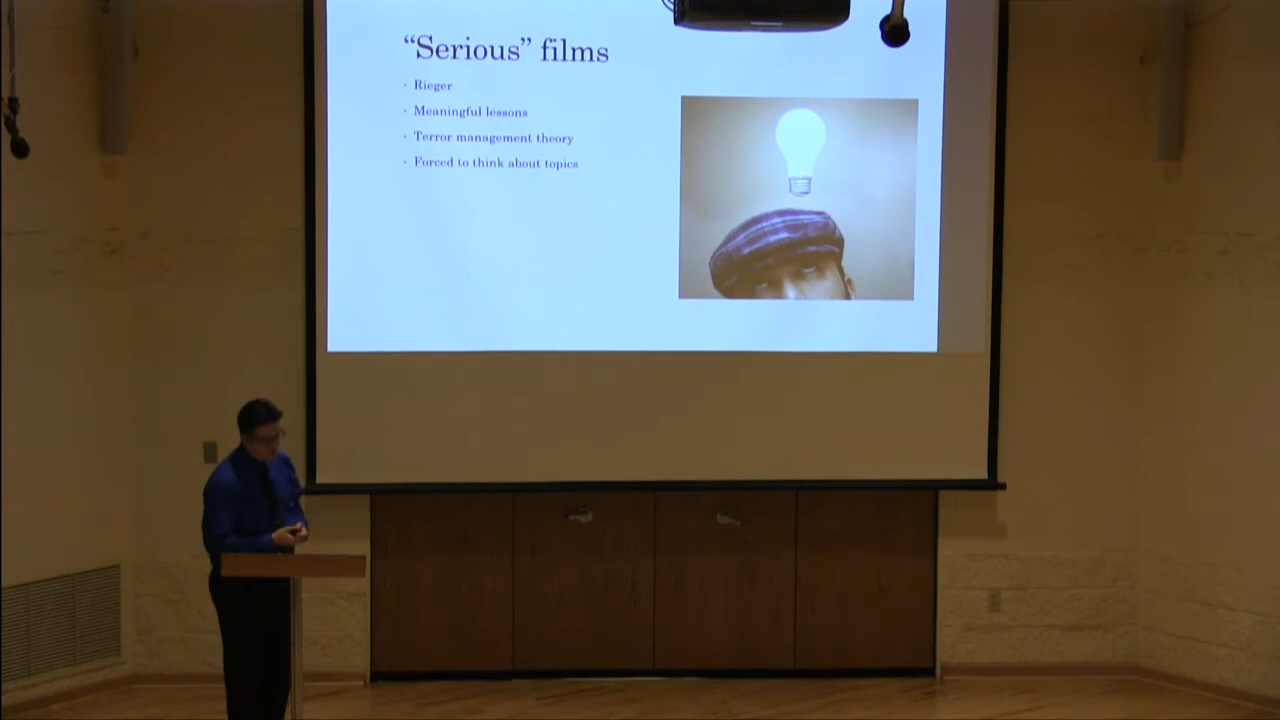 “Serious” films
· Rieger
· Meaningful lessons
· Terror management theory
· Forced to think about topics